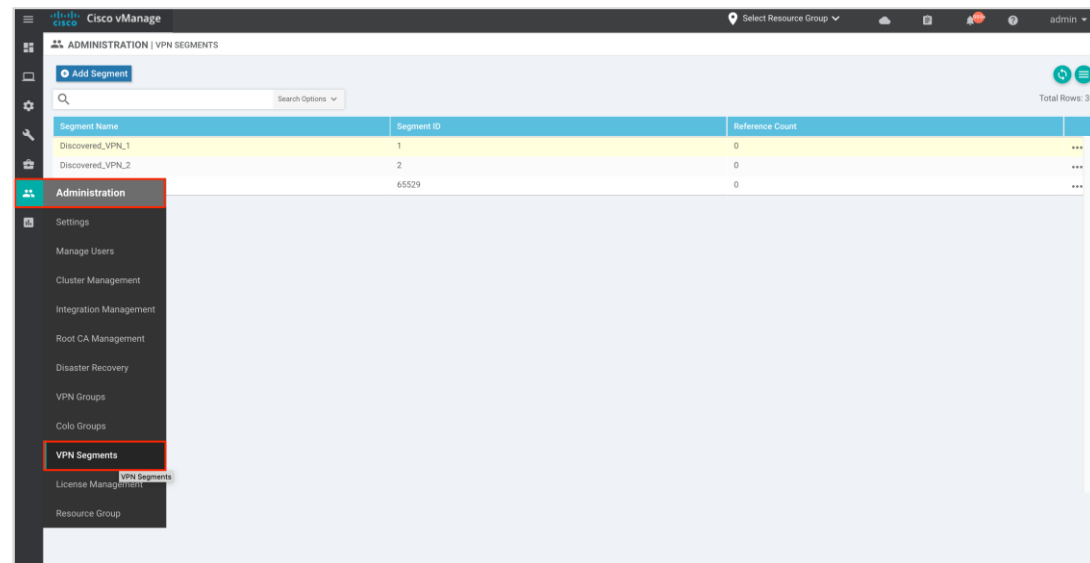 cisco Cisco vManage Select Resource Group admin
ADMINISTRATION | VPN SEGMENTS
Add Segment
Search Options Total Rows: 3
Segment Name Segment ID Reference Count
Discovered_VPN_1 1 0
Discovered_VPN_2 2 0
65529 0
Administration
Settings
Manage Users
Cluster Management
Integration Management
Root CA Management
Disaster Recovery
VPN Groups
Colo Groups
VPN Segments
VPN Segments
License Management
Resource Group